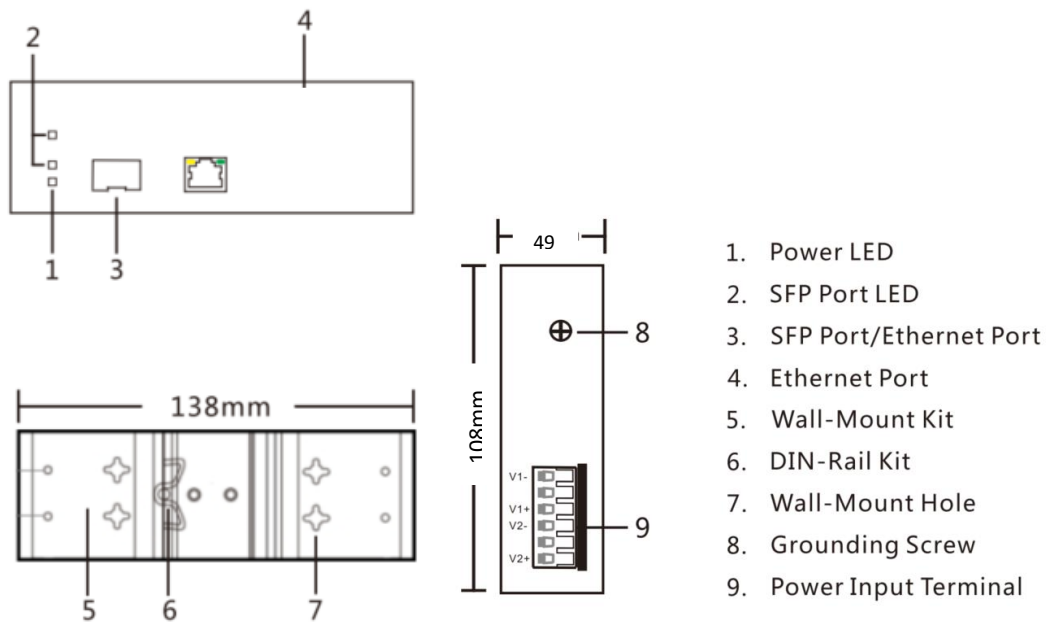 2
4
1
3
138mm
5
6
7
49
108mm
8
V1-
V1+
V2-
V2+
9
1. Power LED
2. SFP Port LED
3. SFP Port/Ethernet Port
4. Ethernet Port
5. Wall-Mount Kit
6. DIN-Rail Kit
7. Wall-Mount Hole
8. Grounding Screw
9. Power Input Terminal